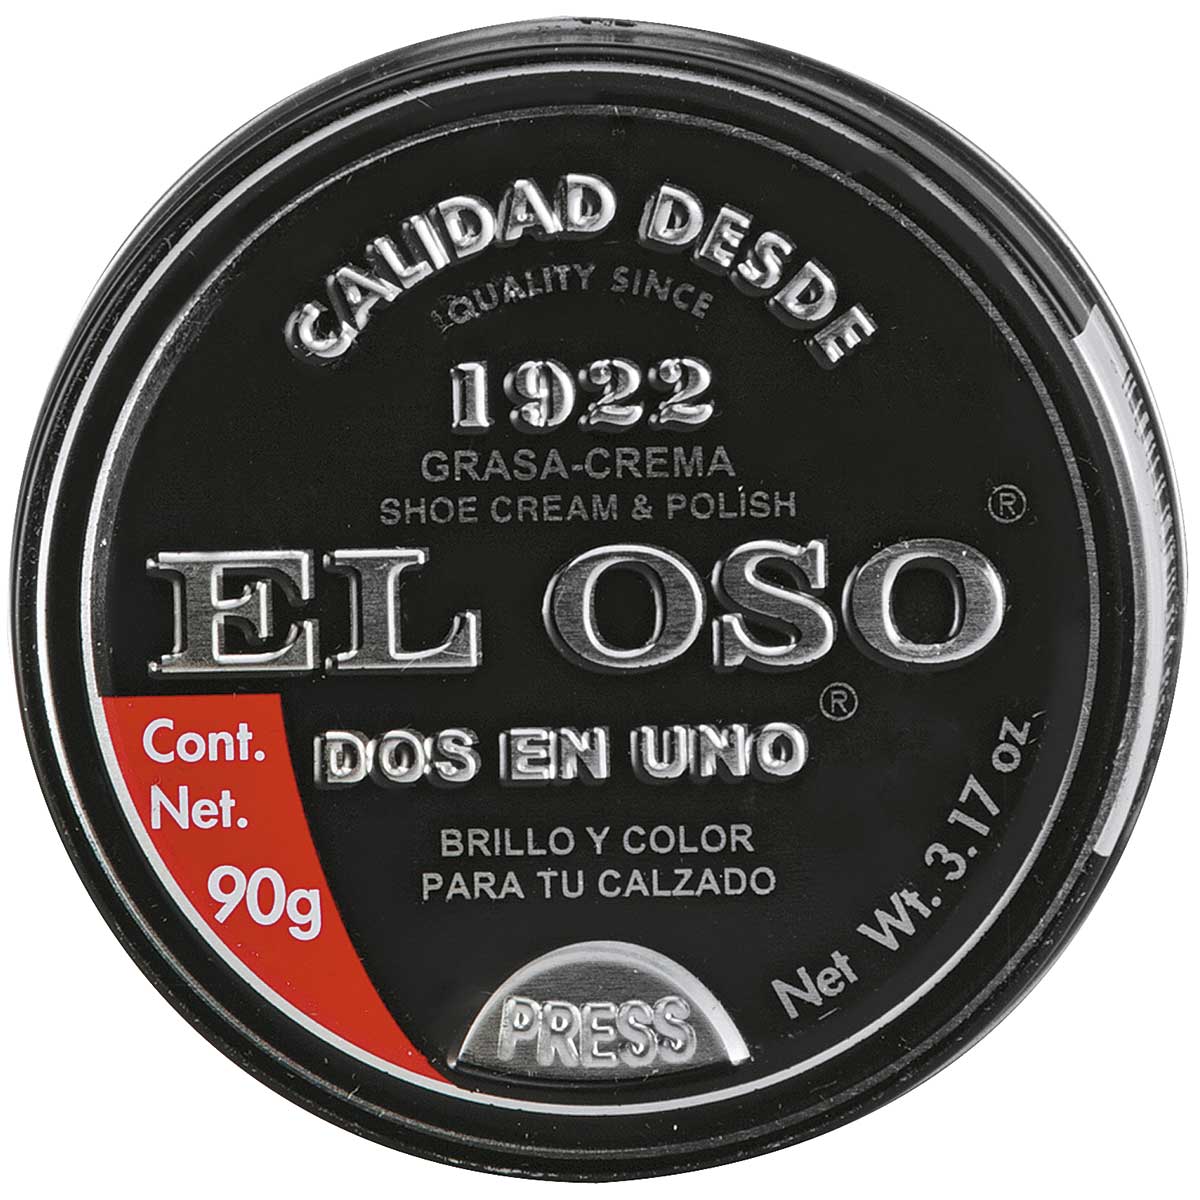 CALIDAD DESDE
QUALITY SINCE
1922
GRASA-CREMA
SHOE CREAM & POLISH
EL OSO ®
DOS EN UNO ®
Cont.
Net.
90g
BRILLO Y COLOR
PARA TU CALZADO
Net Wt. 3.17 oz
PRESS